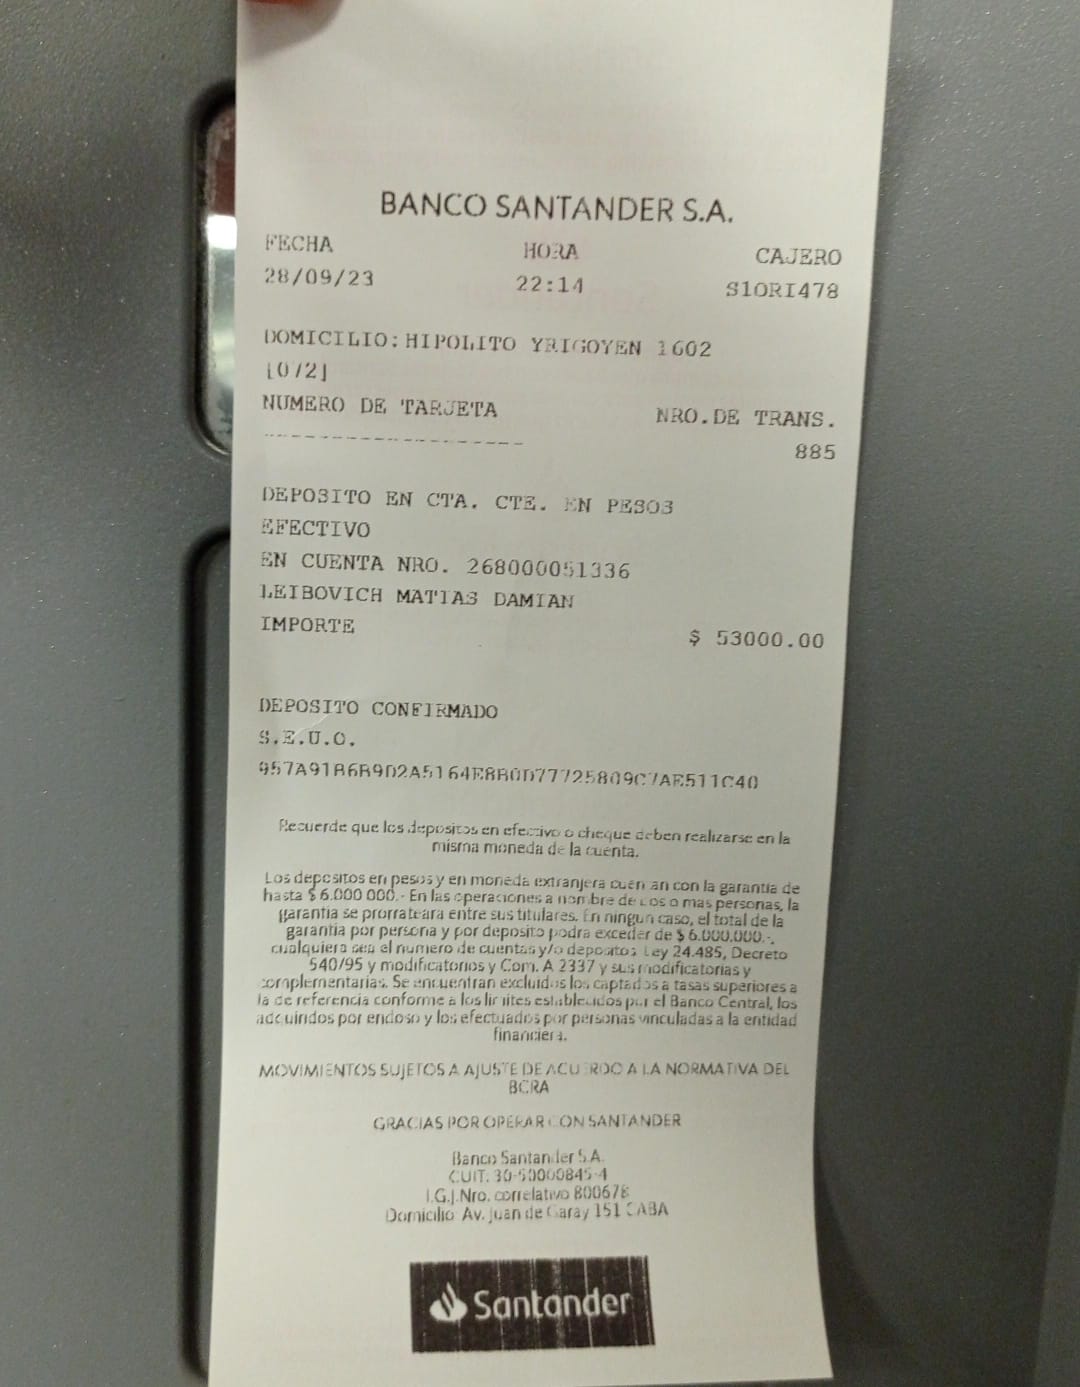 BANCO SANTANDER S.A.
FECHA HORA CAJERO
28/09/23 22:14 S1ORI478
DOMICILIO:HIPOLITO YRIGOYEN 1602
[072]
NUMERO DE TARJETA NRO.DE TRANS.
-------------------- 885
DEPOSITO EN CTA. CTE. EN PESOS
EFECTIVO
EN CUENTA NRO. 268000051336
LEIBOVICH MATIAS DAMIAN
IMPORTE $ 53000.00
DEPOSITO CONFIRMADO
S.E.U.O.
957A91B6B9D2A5164E8B0D77725809C7AE511C40
Recuerde que los depositos en efectivo o cheque deben realizarse en la
misma moneda de la cuenta.
Los depositos en pesos y en moneda extranjera cuentan con la garantia de
hasta $ 6.000.000.- En las operaciones a nombre de dos o mas personas, la
garantia se prorrateara entre sus titulares. En ningun caso, el total de la
garantia por persona y por deposito podra exceder de $ 6.000.000.-,
cualquiera sea el numero de cuentas y/o depositos. Ley 24.485, Decreto
540/95 y modificatorios y Com. A 2337 y sus modificatorias y
complementarias. Se encuentran excluidos los captados a tasas superiores a
la de referencia conforme a los limites establecidos por el Banco Central, los
adquiridos por endoso y los efectuados por personas vinculadas a la entidad
financiera.
MOVIMIENTOS SUJETOS A AJUSTE DE ACUERDO A LA NORMATIVA DEL
BCRA
GRACIAS POR OPERAR CON SANTANDER
Banco Santander S.A.
CUIT. 30-50000845-4
I.G.J.Nro. correlativo 800678
Domicilio: Av. Juan de Garay 151 CABA
Santander